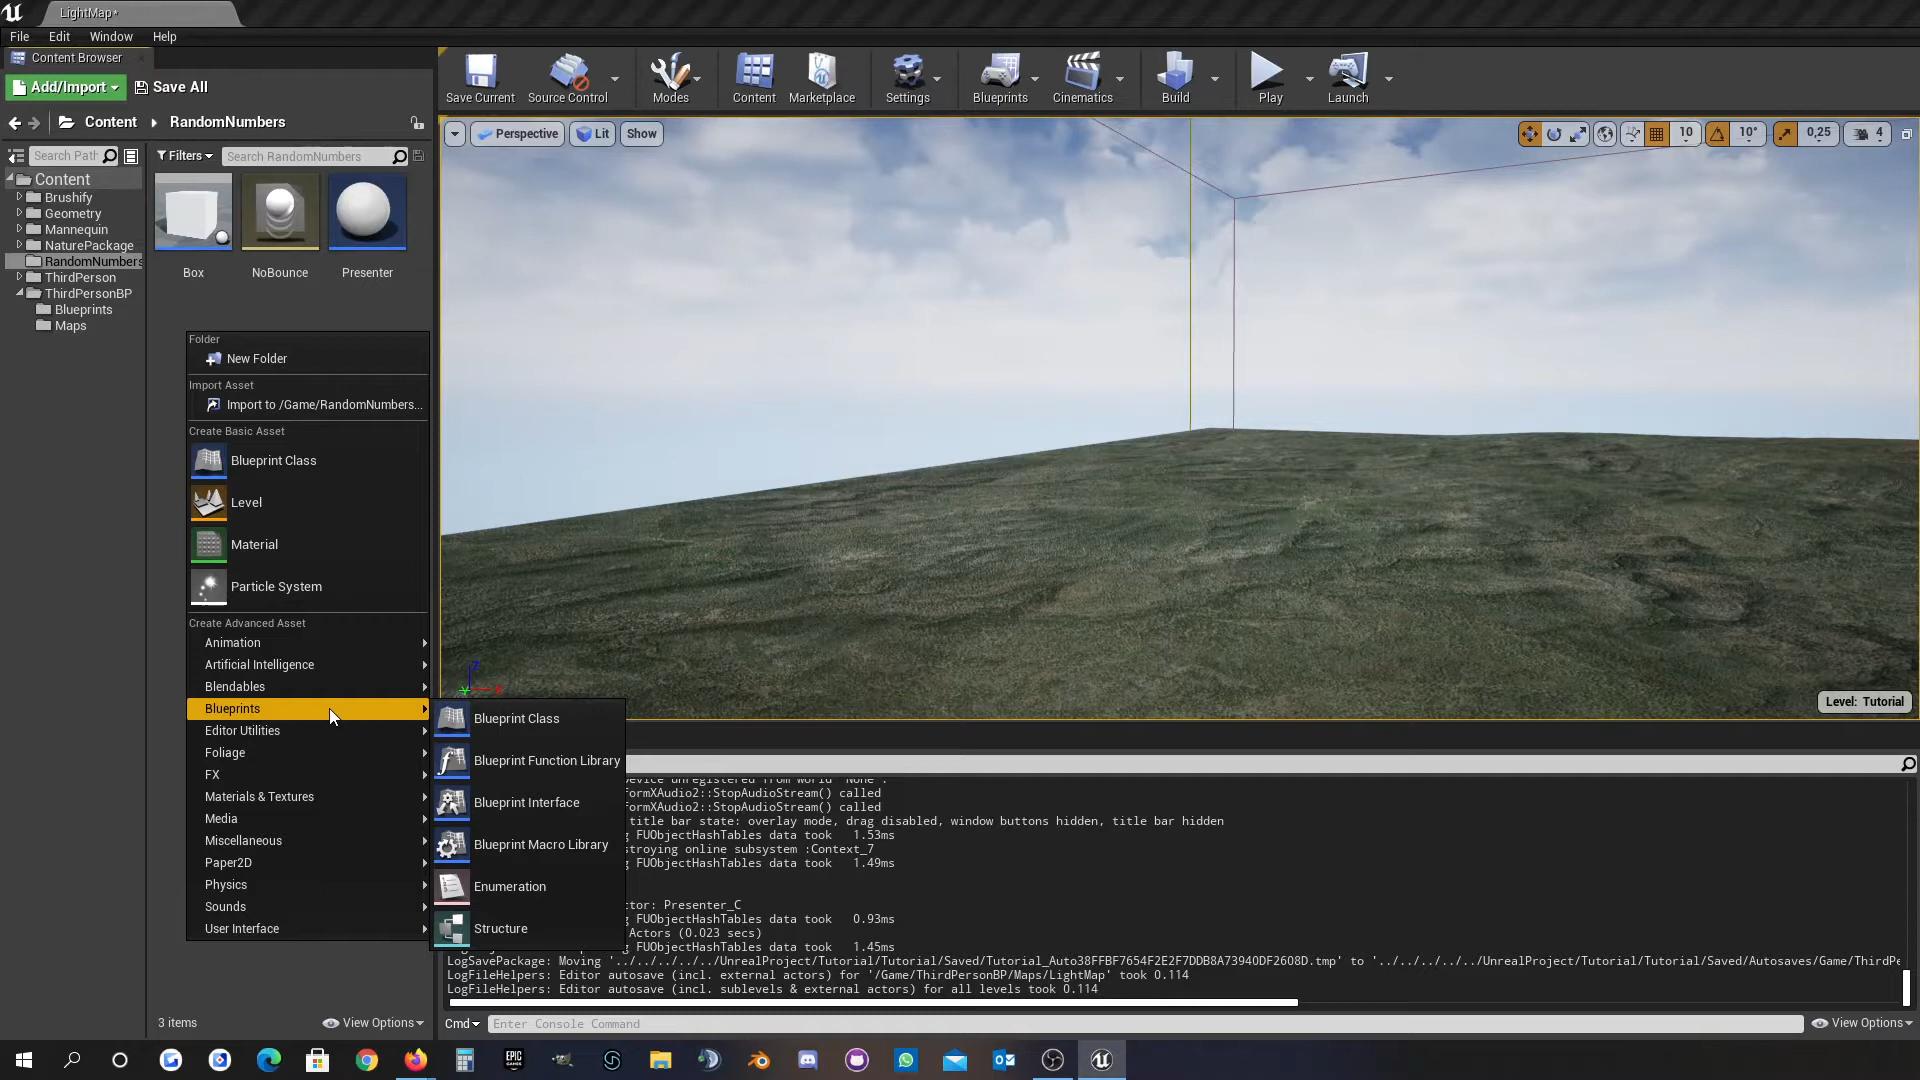 LightMap*
File Edit Window Help
Content Browser
Add/Import Save All
Content RandomNumbers
Search Path
Filters Search RandomNumbers
Content
Brushify
Geometry
Mannequin
NaturePackage
RandomNumbers
ThirdPerson
ThirdPersonBP
Blueprints
Maps
Box NoBounce Presenter
Save Current Source Control Modes Content Marketplace Settings Blueprints Cinematics Build Play Launch
Perspective Lit Show
10 10° 0,25 4
Folder
New Folder
Import Asset
Import to /Game/RandomNumbers...
Create Basic Asset
Blueprint Class
Level
Material
Particle System
Create Advanced Asset
Animation
Artificial Intelligence
Blendables
Blueprints
Editor Utilities
Foliage
FX
Materials & Textures
Media
Miscellaneous
Paper2D
Physics
Sounds
User Interface
Blueprint Class
Blueprint Function Library
Blueprint Interface
Blueprint Macro Library
Enumeration
Structure
Level: Tutorial
device unregistered from world 'None'.
formXAudio2::StopAudioStream() called
formXAudio2::StopAudioStream() called
title bar state: overlay mode, drag disabled, window buttons hidden, title bar hidden
g FUObjectHashTables data took 1.53ms
stroying online subsystem :Context_7
g FUObjectHashTables data took 1.49ms
ctor: Presenter_C
g FUObjectHashTables data took 0.93ms
Actors (0.023 secs)
g FUObjectHashTables data took 1.45ms
LogSavePackage: Moving '../../../../../UnrealProject/Tutorial/Tutorial/Saved/Tutorial_Auto38FFBF7654F2E2F7DDB8A73940DF2608D.tmp' to '../../../../../UnrealProject/Tutorial/Tutorial/Saved/Autosaves/Game/ThirdPe
LogFileHelpers: Editor autosave (incl. external actors) for '/Game/ThirdPersonBP/Maps/LightMap' took 0.114
LogFileHelpers: Editor autosave (incl. sublevels & external actors) for all levels took 0.114
3 items View Options
Cmd Enter Console Command View Options
EPIC GAMES